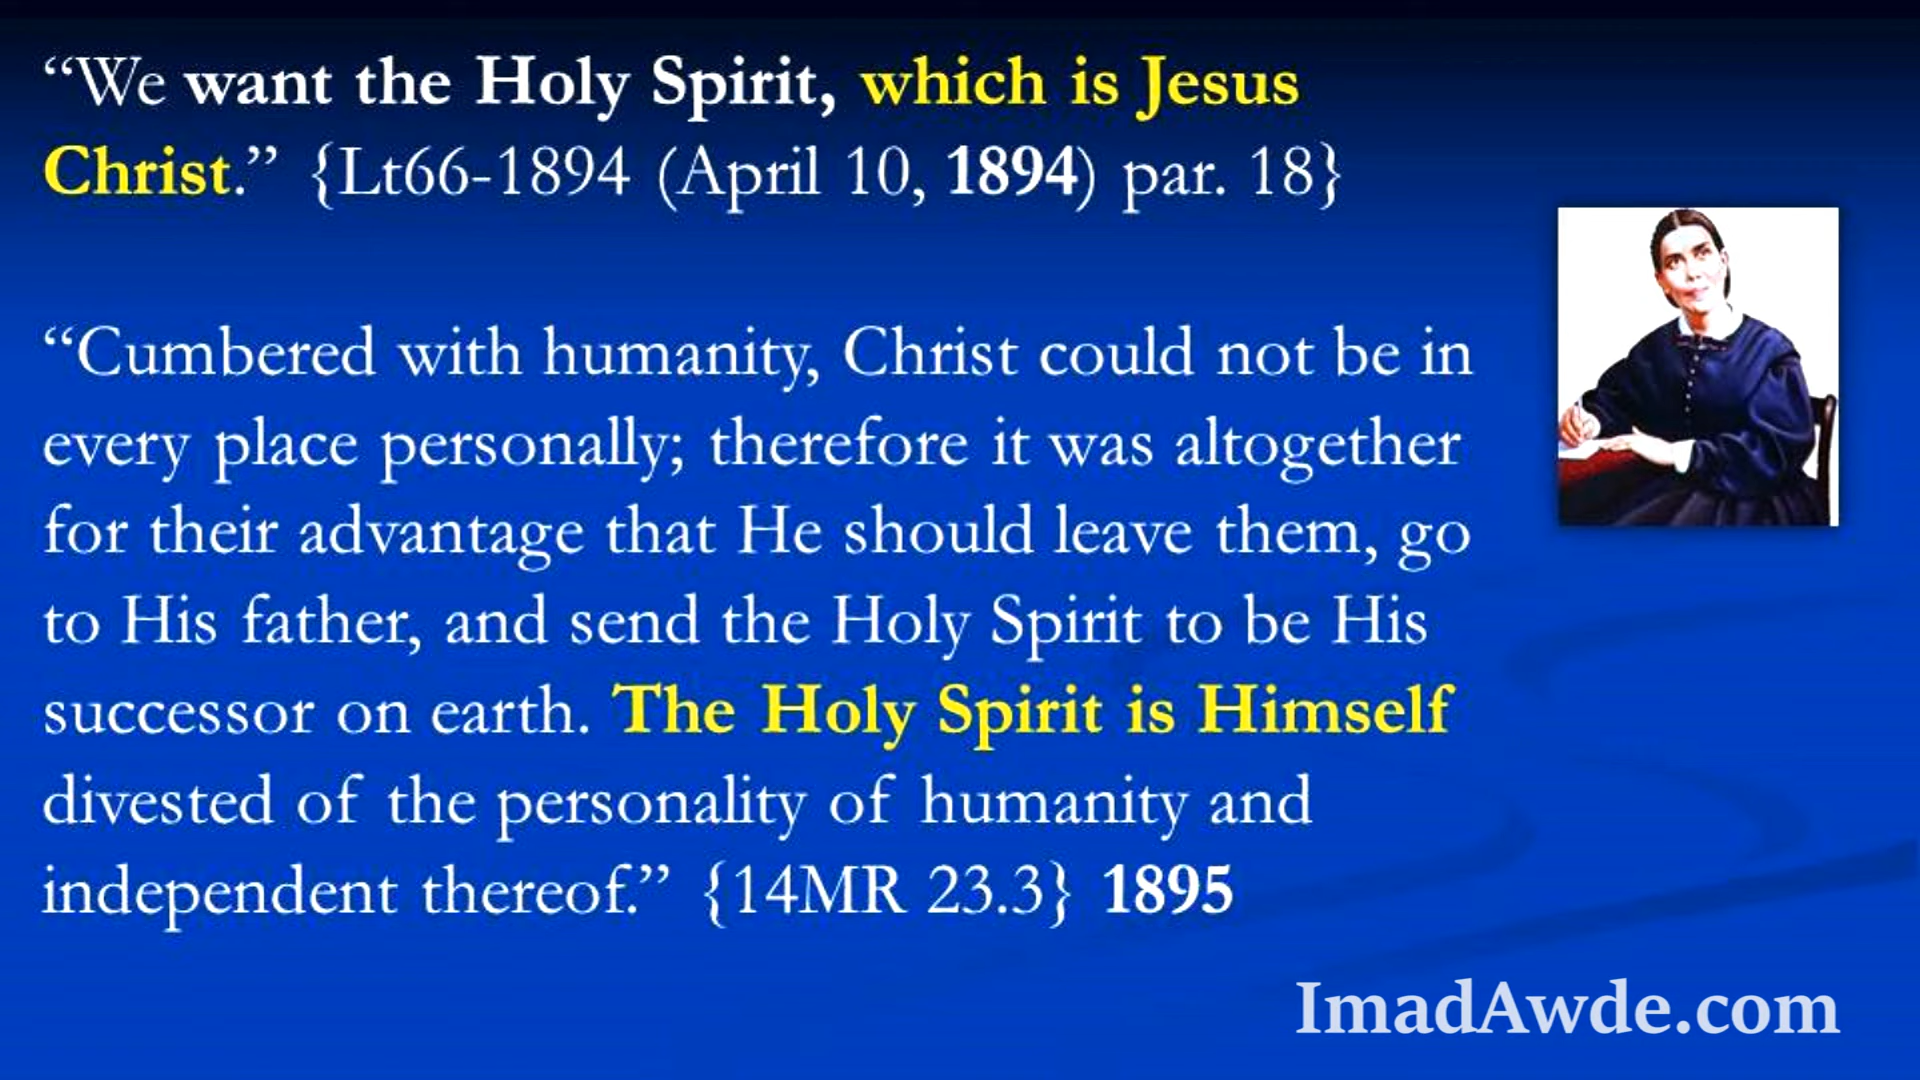 “We want the Holy Spirit, which is Jesus
Christ.” {Lt66-1894 (April 10, 1894) par. 18}
“Cumbered with humanity, Christ could not be in
every place personally; therefore it was altogether
for their advantage that He should leave them, go
to His father, and send the Holy Spirit to be His
successor on earth. The Holy Spirit is Himself
divested of the personality of humanity and
independent thereof.” {14MR 23.3} 1895
ImadAwde.com